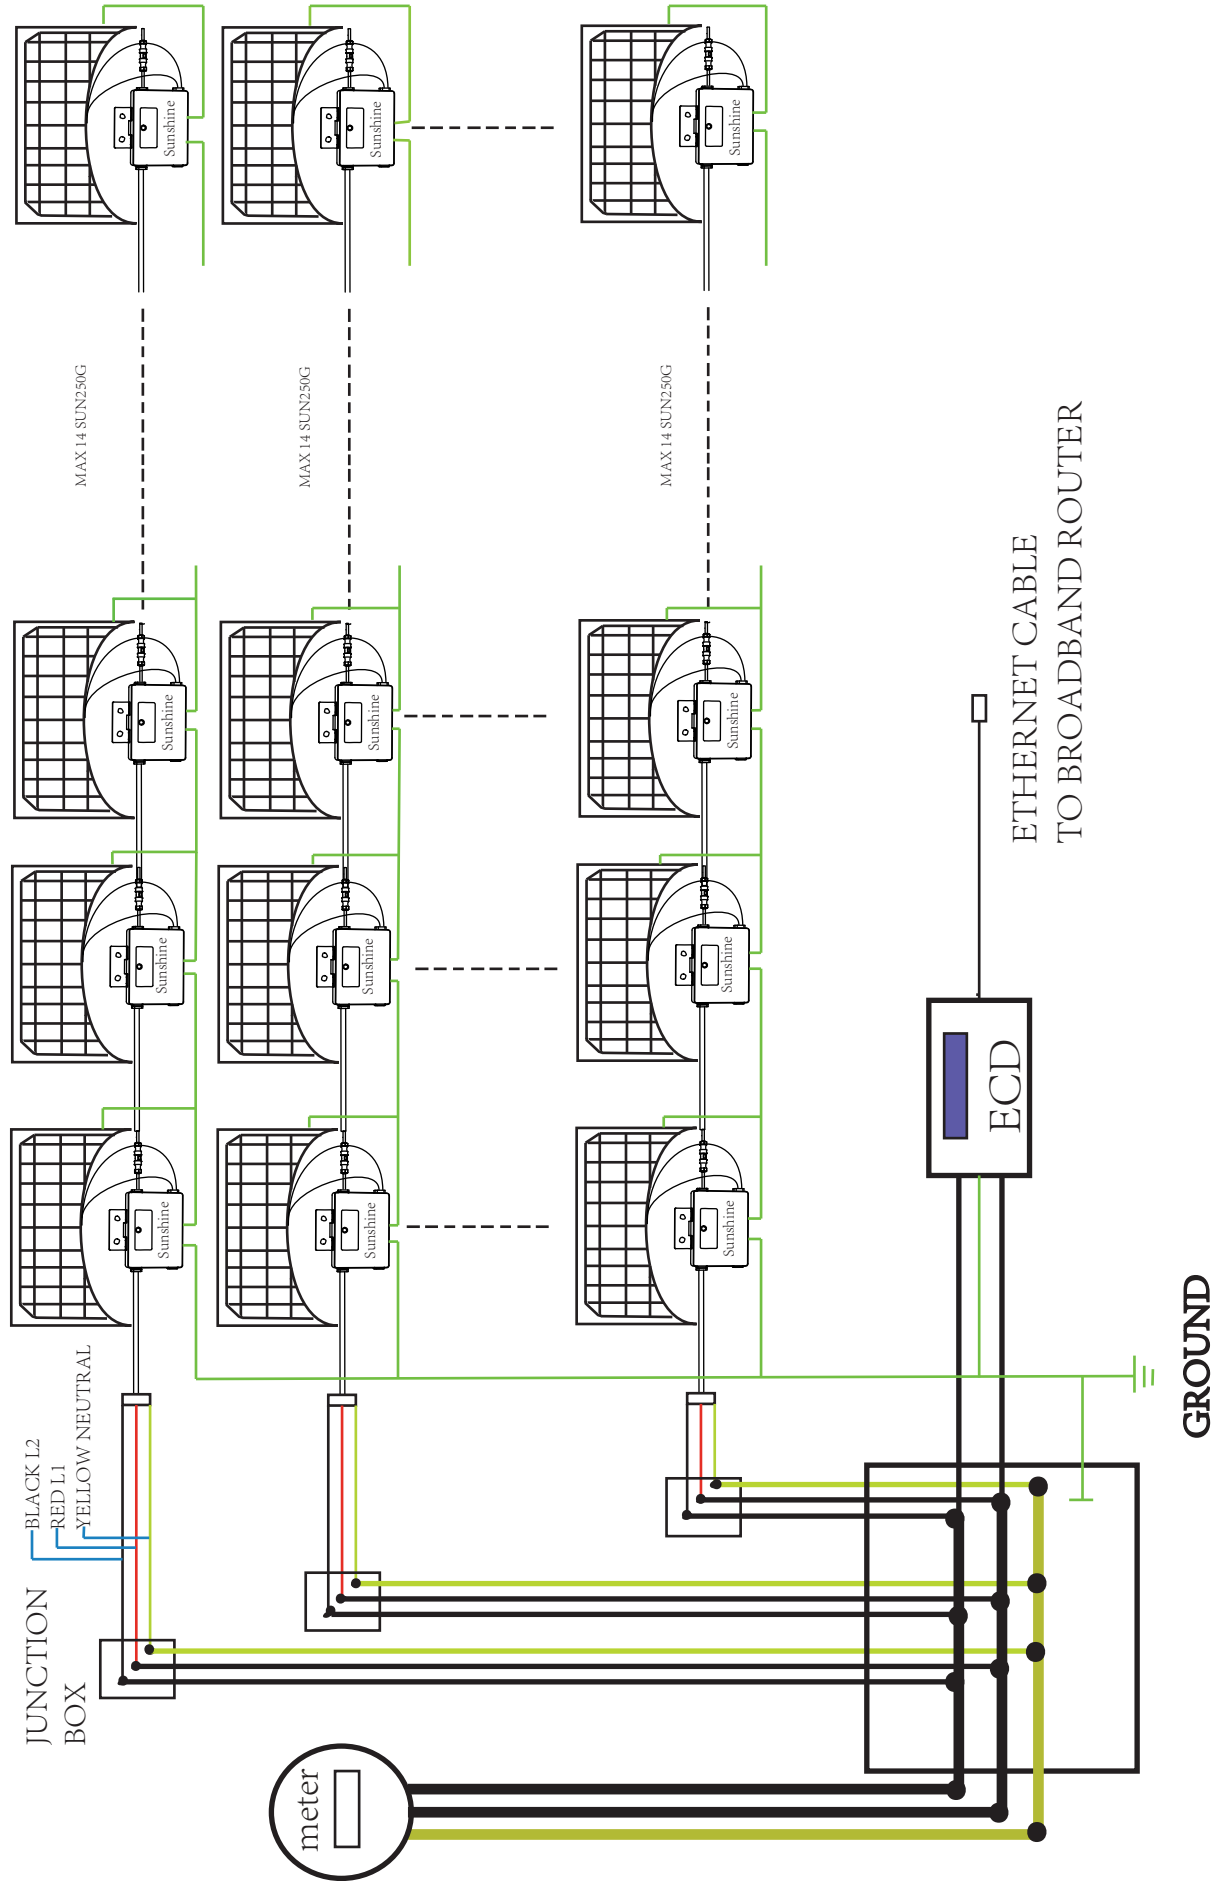 JUNCTION
BOX
BLACK L2
RED L1
YELLOW NEUTRAL
Sunshine
Sunshine
Sunshine
MAX 14 SUN250G
Sunshine
Sunshine
Sunshine
Sunshine
MAX 14 SUN250G
Sunshine
Sunshine
Sunshine
Sunshine
MAX 14 SUN250G
Sunshine
meter
ECD
ETHERNET CABLE
TO BROADBAND ROUTER
GROUND